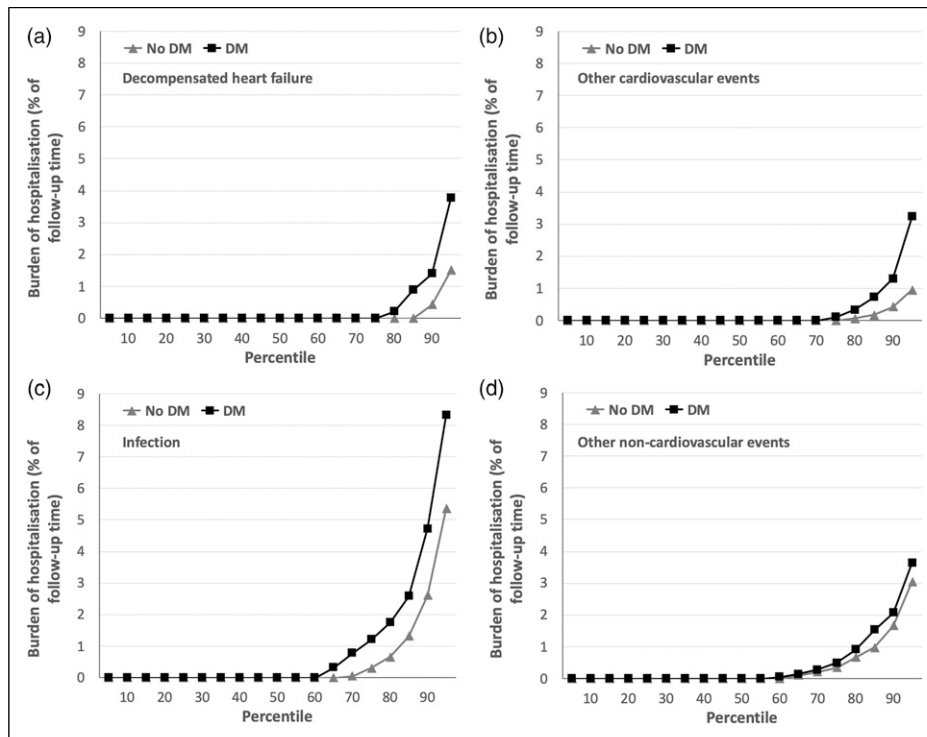 (a)
No DM DM
Decompensated heart failure
Burden of hospitalisation (% of
follow-up time)
9
8
7
6
5
4
3
2
1
0
10 20 30 40 50 60 70 80 90
Percentile
(b)
No DM DM
Other cardiovascular events
Burden of hospitalisation (% of
follow-up time)
9
8
7
6
5
4
3
2
1
0
10 20 30 40 50 60 70 80 90
Percentile
(c)
No DM DM
Infection
Burden of hospitalisation (% of
follow-up time)
9
8
7
6
5
4
3
2
1
0
10 20 30 40 50 60 70 80 90
Percentile
(d)
No DM DM
Other non-cardiovascular events
Burden of hospitalisation (% of
follow-up time)
9
8
7
6
5
4
3
2
1
0
10 20 30 40 50 60 70 80 90
Percentile